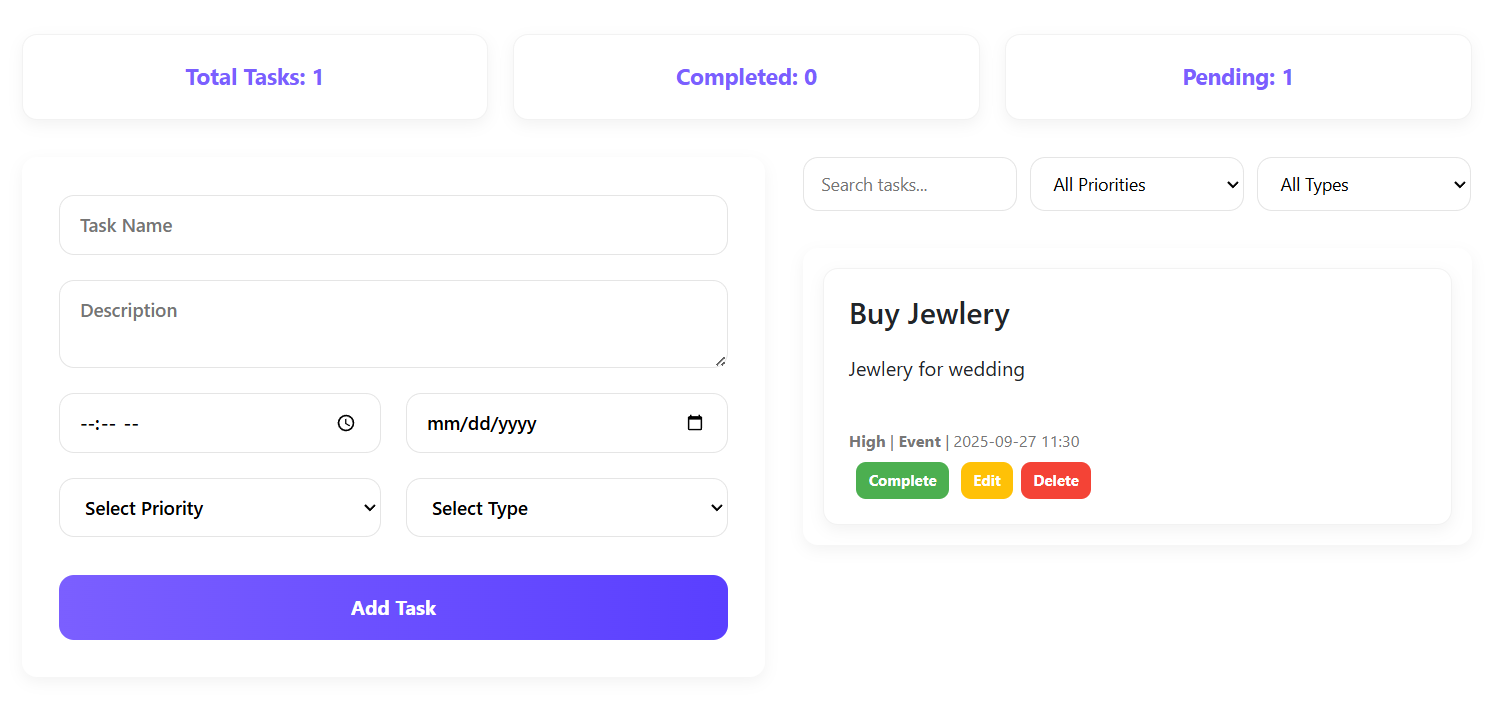 Total Tasks: 1
Completed: 0
Pending: 1
Task Name
Description
--:-- --
mm/dd/yyyy
Select Priority
Select Type
Add Task
Search tasks...
All Priorities
All Types
Buy Jewlery
Jewlery for wedding
High | Event | 2025-09-27 11:30
Complete
Edit
Delete